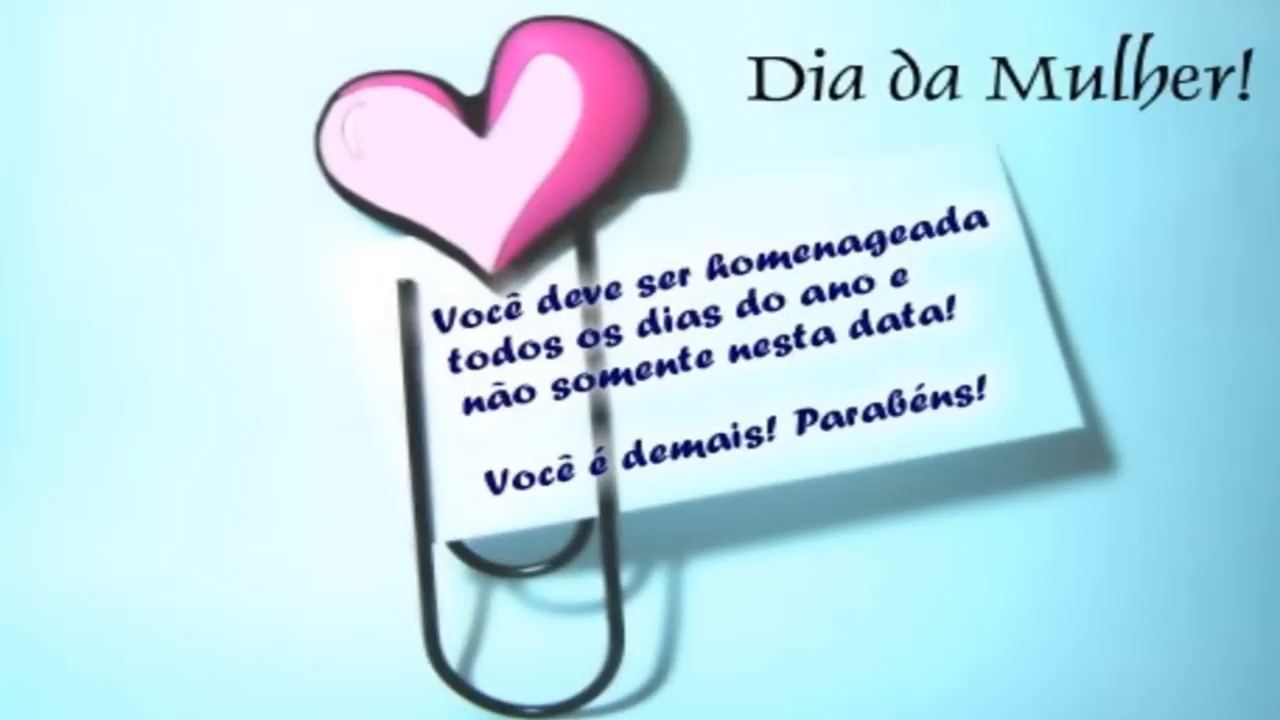 Dia da Mulher!
Você deve ser homenageada
todos os dias do ano e
não somente nesta data!
Você é demais! Parabéns!